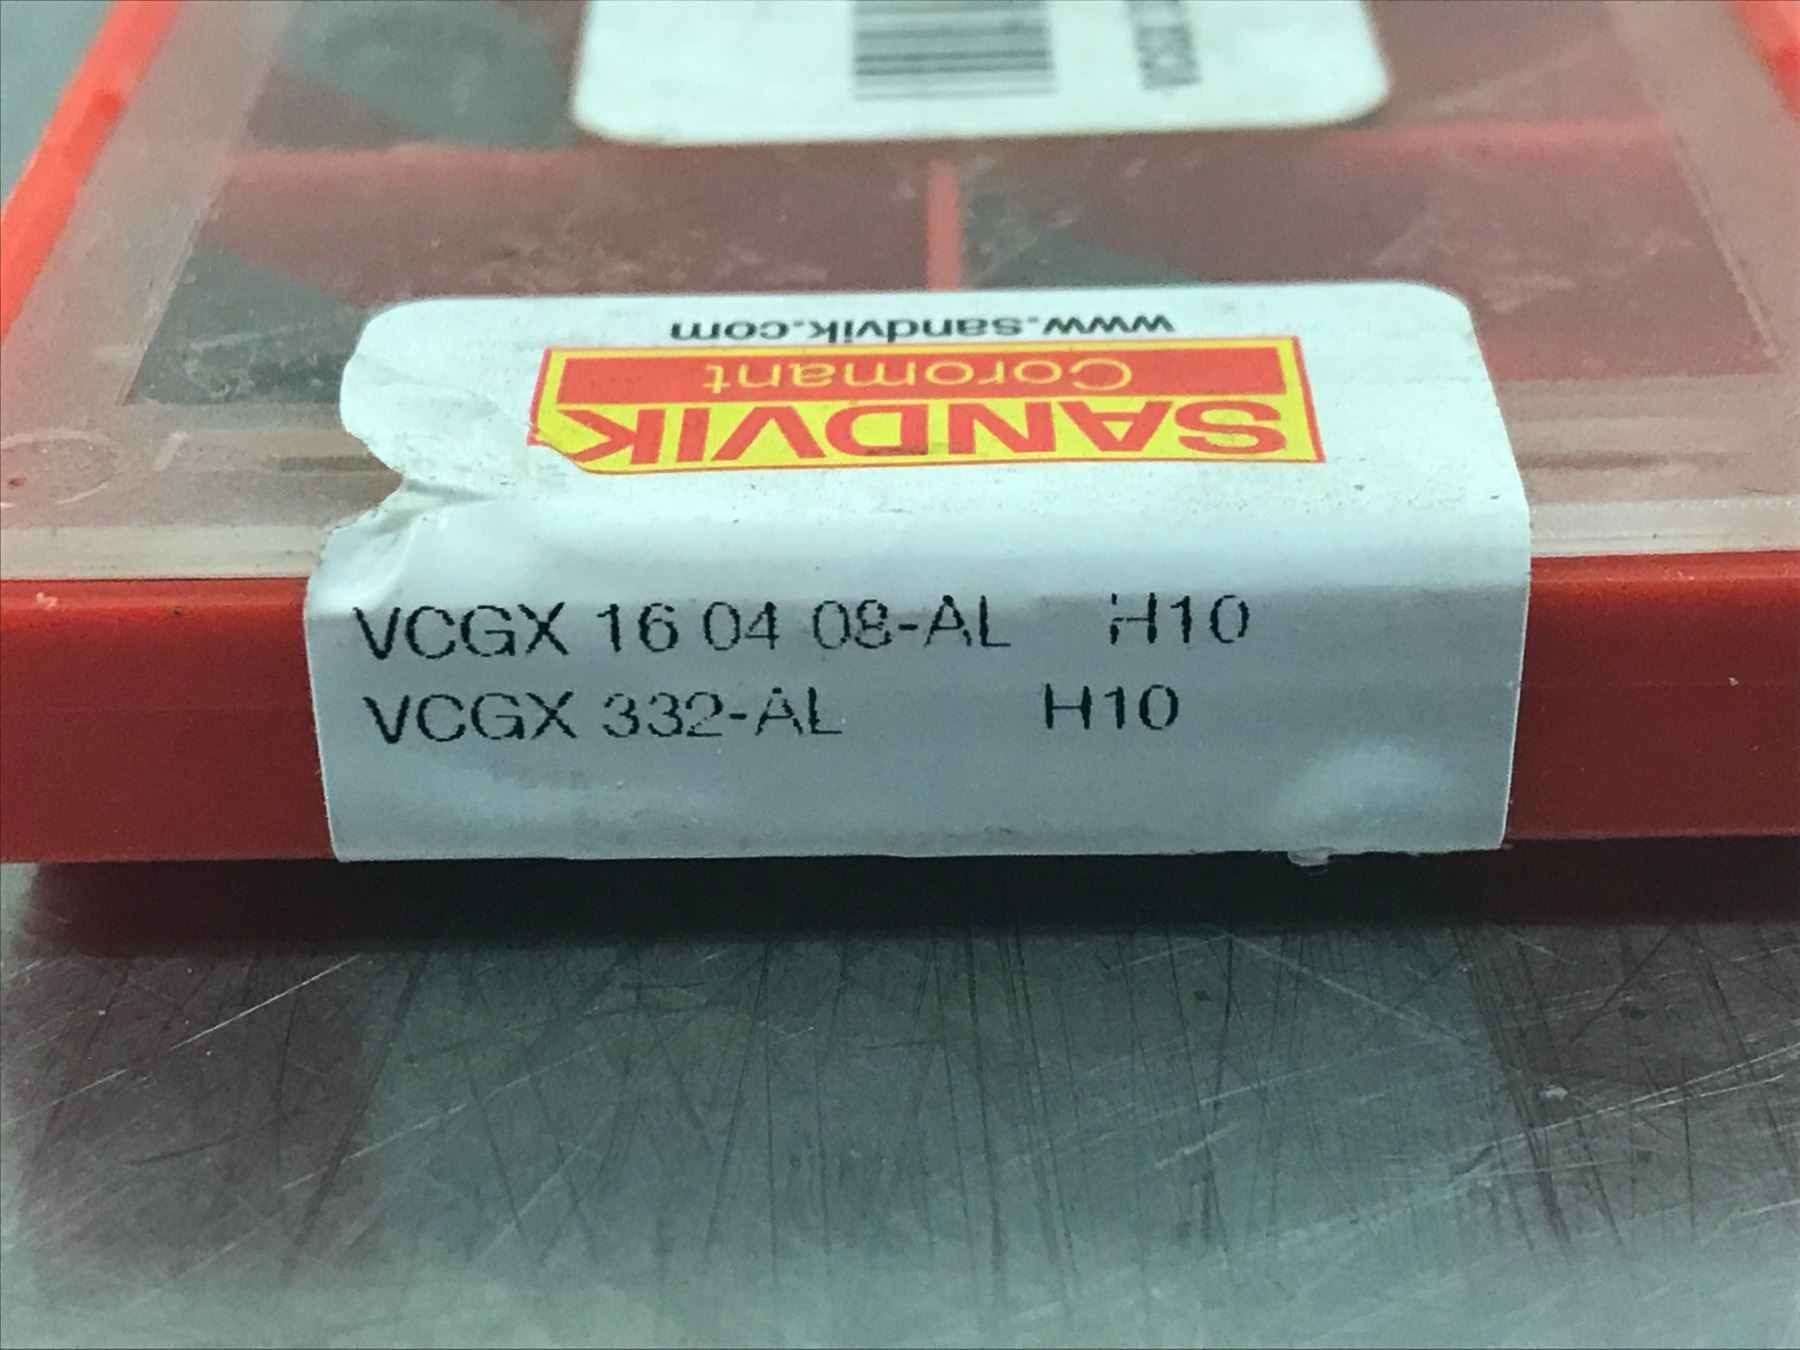 www.sandvik.com
Coromant
SANDVIK
VCGX 16 04 08-AL H10
VCGX 332-AL H10